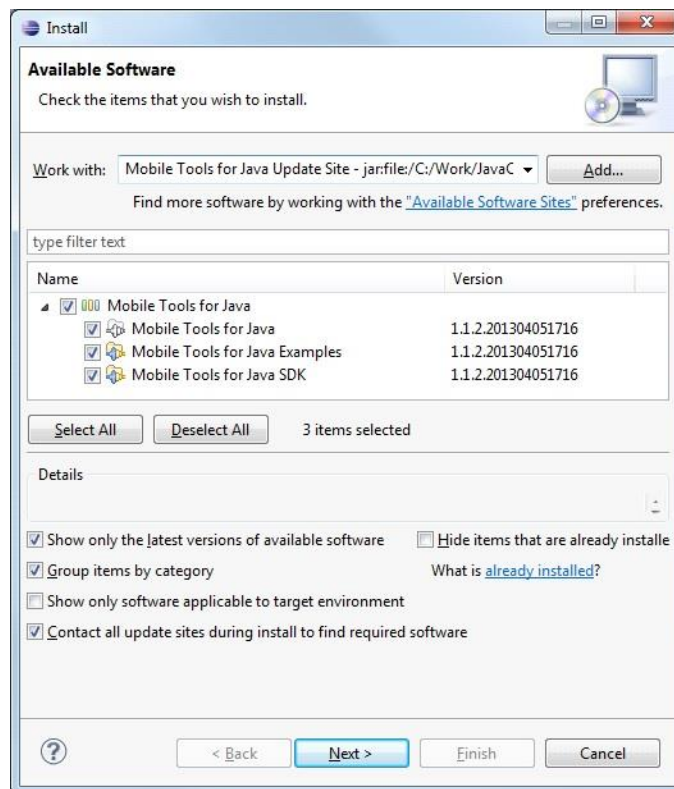 Install
Available Software
Check the items that you wish to install.
Work with: Mobile Tools for Java Update Site - jar:file:/C:/Work/JavaC Add...
Find more software by working with the "Available Software Sites" preferences.
type filter text
Name Version
Mobile Tools for Java
Mobile Tools for Java 1.1.2.201304051716
Mobile Tools for Java Examples 1.1.2.201304051716
Mobile Tools for Java SDK 1.1.2.201304051716
Select All Deselect All 3 items selected
Details
Show only the latest versions of available software Hide items that are already installe
Group items by category What is already installed?
Show only software applicable to target environment
Contact all update sites during install to find required software
? < Back Next > Finish Cancel